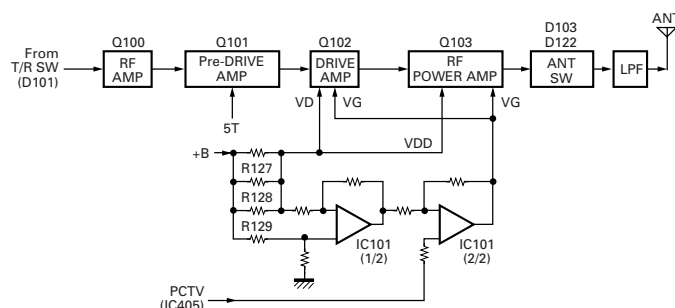 ANT
D103
D122
Q100
Q101
Q102
Q103
From
T/R SW
(D101)
RF
AMP
Pre-DRIVE
AMP
DRIVE
AMP
RF
POWER AMP
ANT
SW
LPF
VD
VG
VG
5T
VDD
+B
R127
R128
R129
IC101
(1/2)
IC101
(2/2)
PCTV
(IC405)